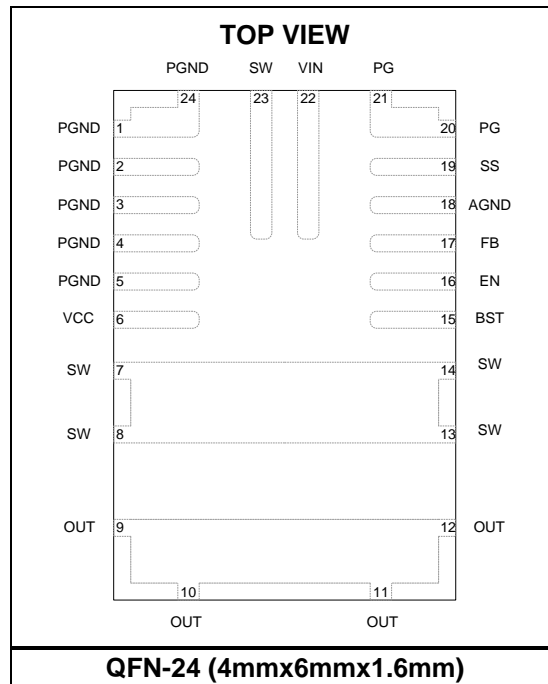 TOP VIEW
PGND SW VIN PG
24 23 22 21
PGND 1 20 PG
PGND 2 19 SS
PGND 3 18 AGND
PGND 4 17 FB
PGND 5 16 EN
VCC 6 15 BST
SW 7 14 SW
SW 8 13 SW
OUT 9 12 OUT
10 11
OUT OUT
QFN-24 (4mmx6mmx1.6mm)